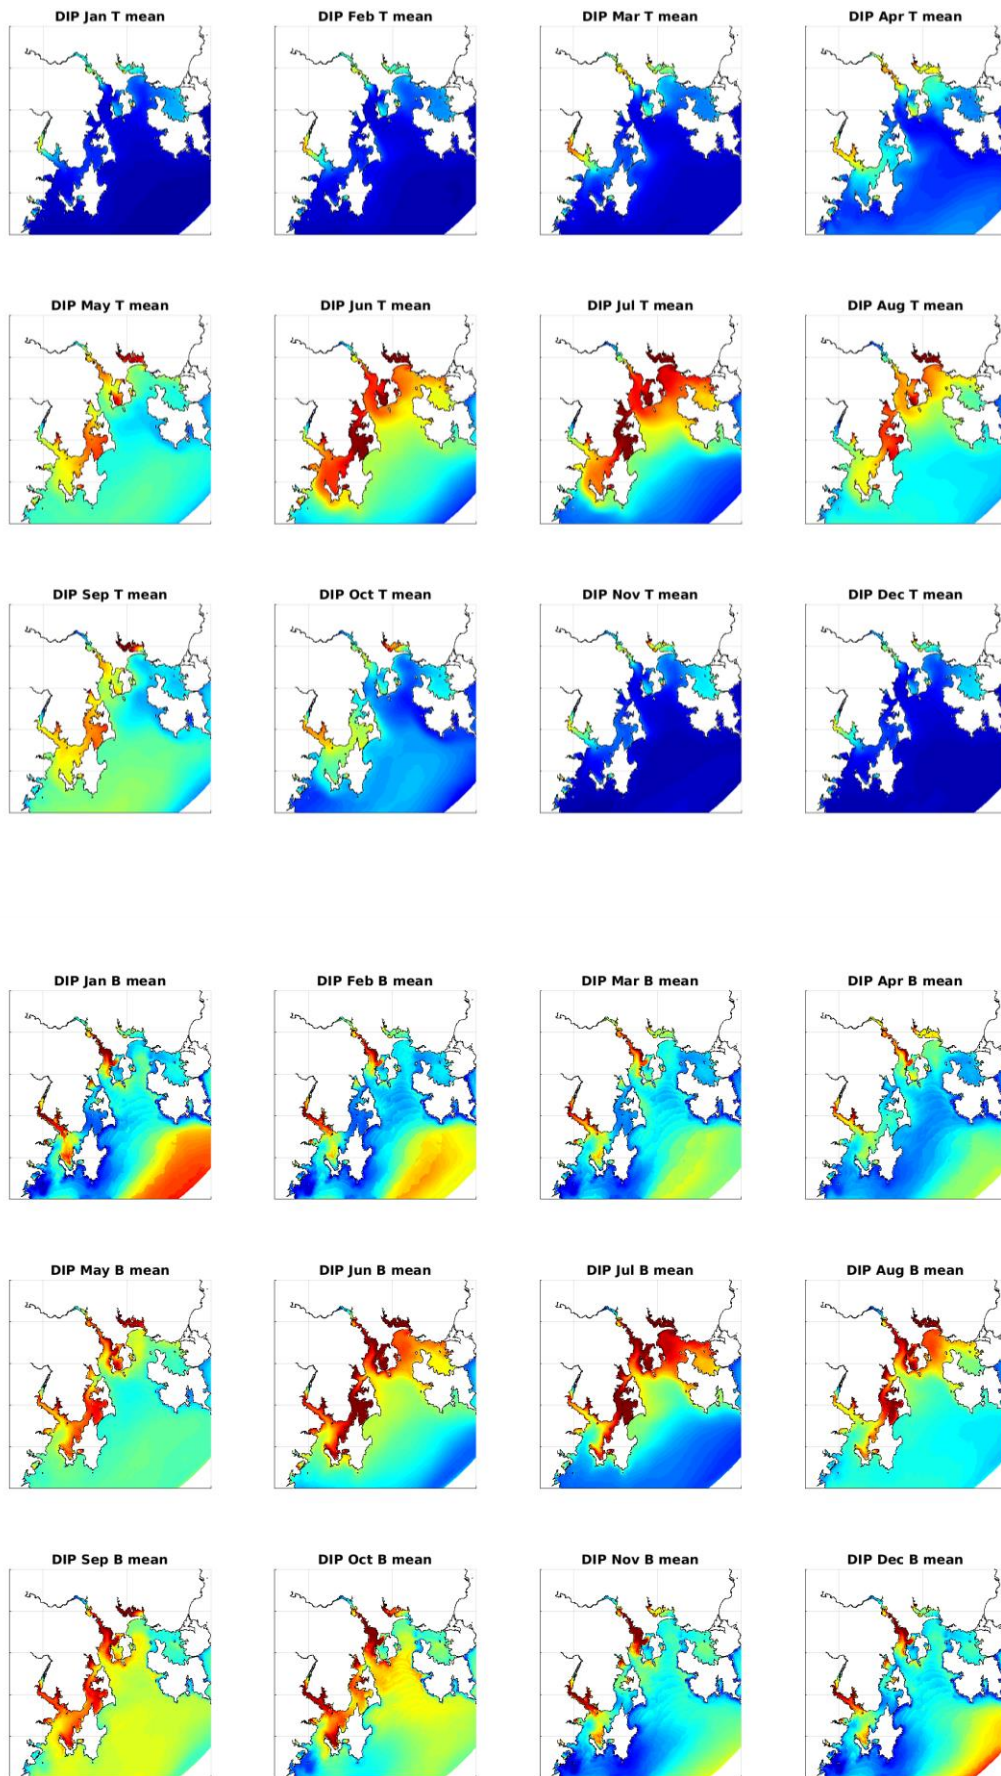 DIP Jan T mean DIP Feb T mean DIP Mar T mean DIP Apr T mean
DIP May T mean DIP Jun T mean DIP Jul T mean DIP Aug T mean
DIP Sep T mean DIP Oct T mean DIP Nov T mean DIP Dec T mean
DIP Jan B mean DIP Feb B mean DIP Mar B mean DIP Apr B mean
DIP May B mean DIP Jun B mean DIP Jul B mean DIP Aug B mean
DIP Sep B mean DIP Oct B mean DIP Nov B mean DIP Dec B mean